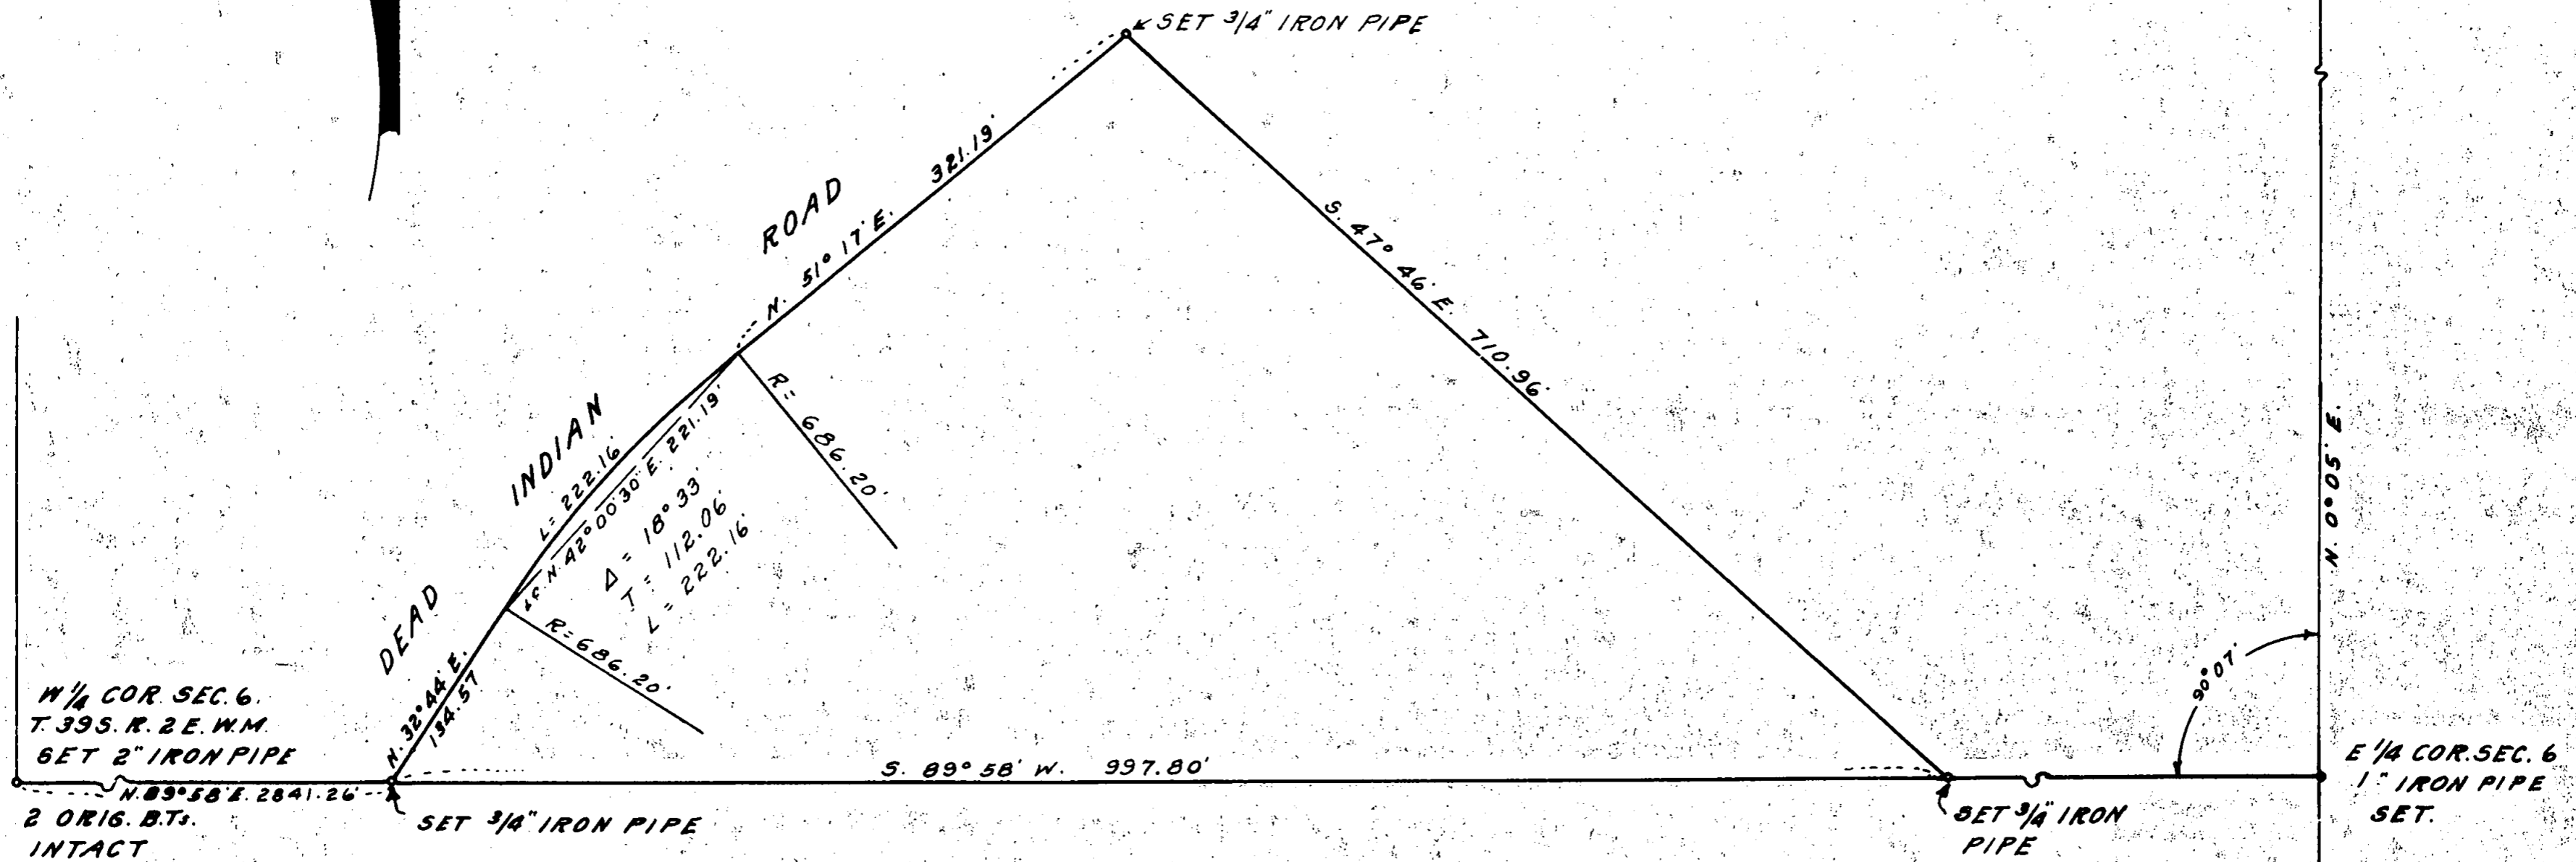 SET 3/4" IRON PIPE
321.19'
ROAD
N. 51° 17' E.
S. 47° 46' E. 710.96'
R= 686.20'
INDIAN
L= 222.16'
L.C. N. 42° 00' 30" E. 221.19'
Δ = 18° 33'
T = 112.06'
L = 222.16'
DEAD
R= 686.20'
N. 32° 44' E.
134.57
N. 0° 05' E.
90° 07'
W 1/4 COR. SEC. 6.
T. 39S. R. 2 E. W.M.
SET 2" IRON PIPE
N. 89° 58' E. 2841.26'
2 ORIG. B.Ts.
INTACT
S. 89° 58' W. 997.80'
SET 3/4" IRON PIPE
SET 3/4" IRON
PIPE
E 1/4 COR. SEC. 6
1" IRON PIPE
SET.